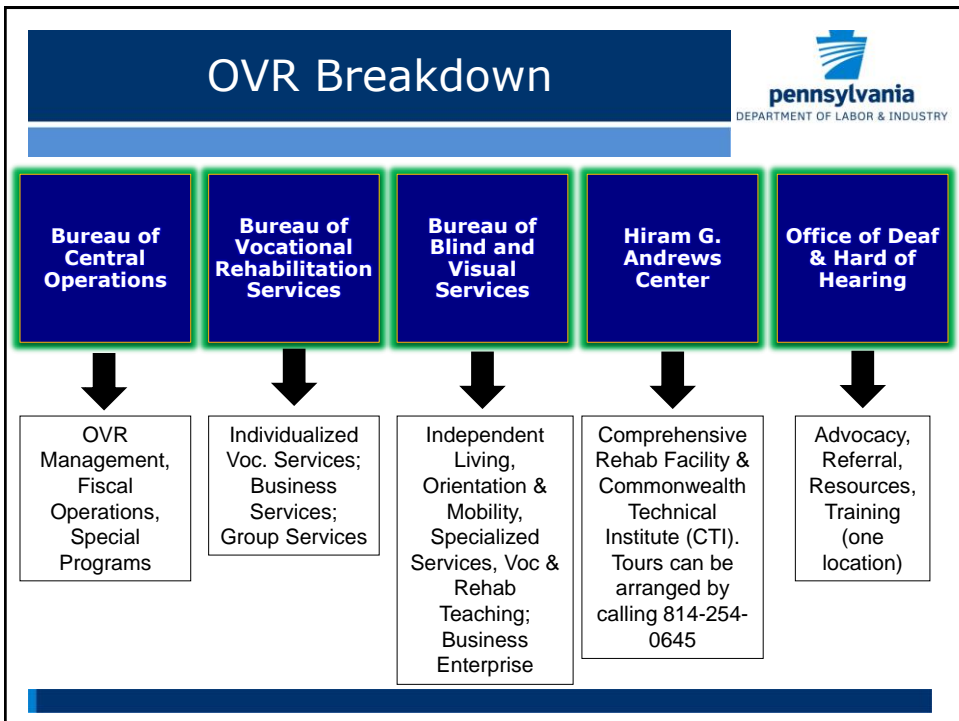 OVR Breakdown
pennsylvania
DEPARTMENT OF LABOR & INDUSTRY
Bureau of
Central
Operations
Bureau of
Vocational
Rehabilitation
Services
Bureau of
Blind and
Visual
Services
Hiram G.
Andrews
Center
Office of Deaf
& Hard of
Hearing
OVR
Management,
Fiscal
Operations,
Special
Programs
Individualized
Voc. Services;
Business
Services;
Group Services
Independent
Living,
Orientation &
Mobility,
Specialized
Services, Voc &
Rehab
Teaching;
Business
Enterprise
Comprehensive
Rehab Facility &
Commonwealth
Technical
Institute (CTI).
Tours can be
arranged by
calling 814-254-
0645
Advocacy,
Referral,
Resources,
Training
(one
location)